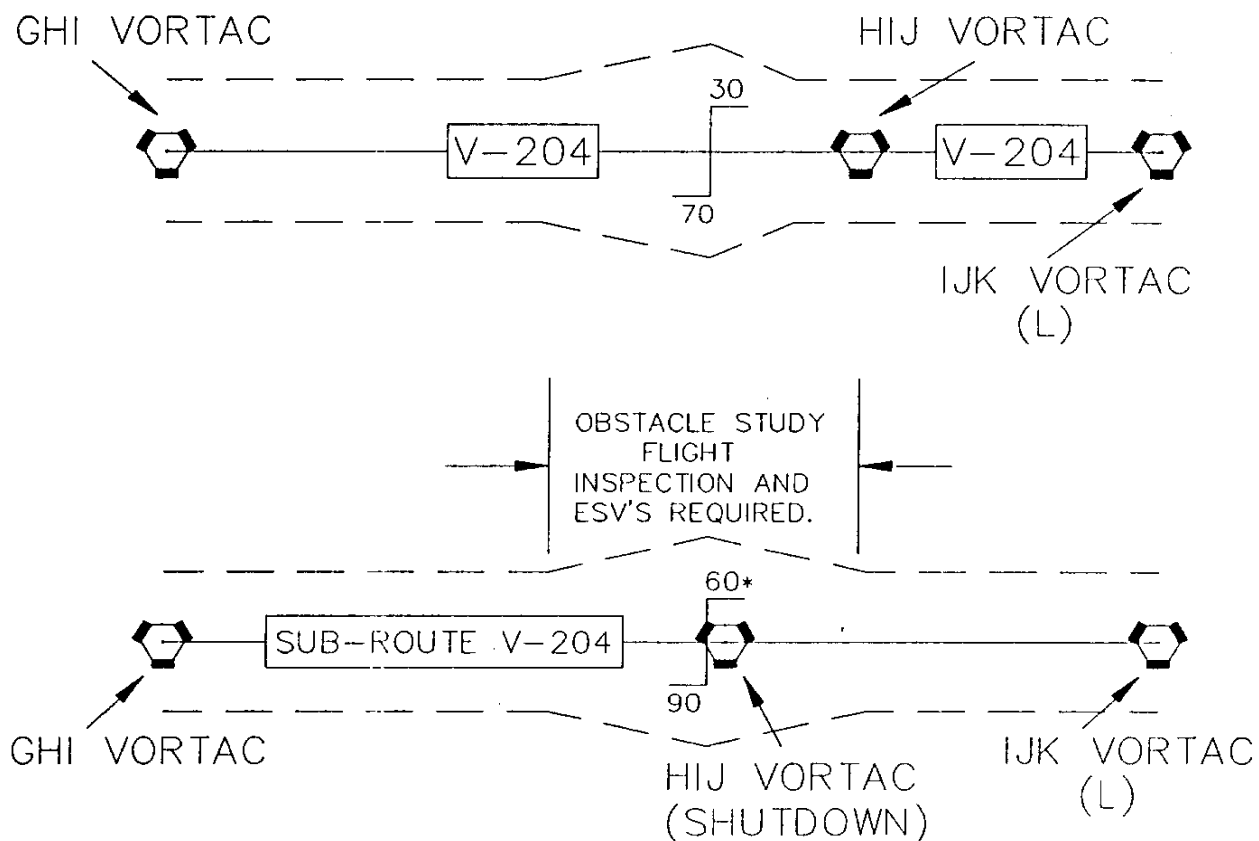 GHI VORTAC
HIJ VORTAC
30
V-204
V-204
70
IJK VORTAC
(L)
OBSTACLE STUDY
FLIGHT
INSPECTION AND
ESV'S REQUIRED.
60*
SUB-ROUTE V-204
90
GHI VORTAC
HIJ VORTAC
(SHUTDOWN)
IJK VORTAC
(L)